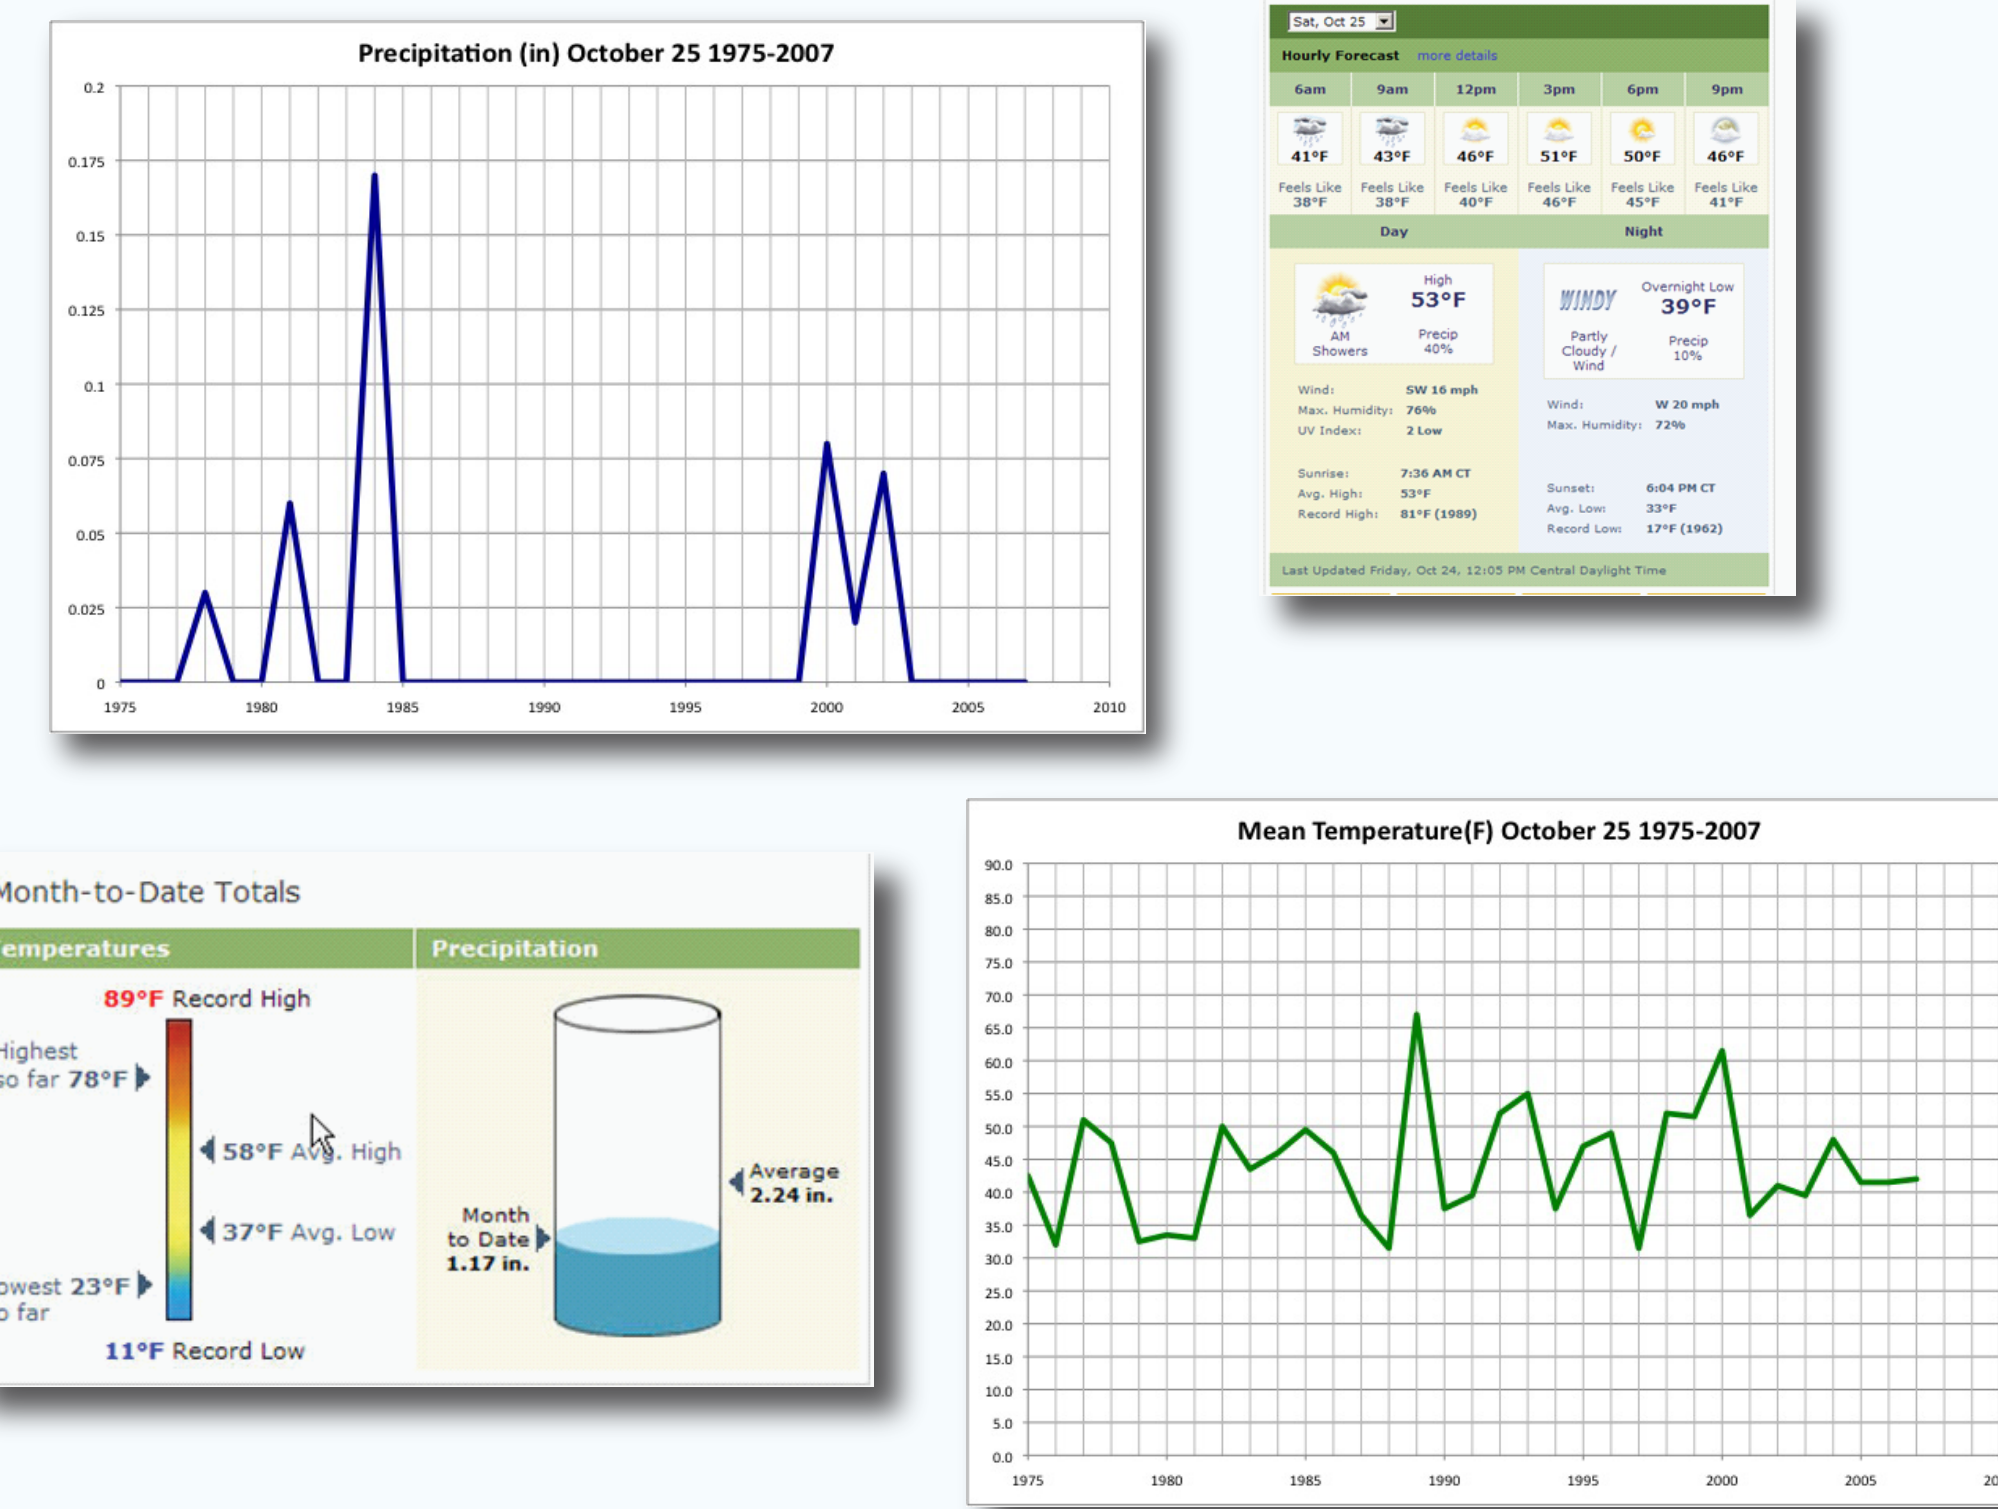 Precipitation (in) October 25 1975-2007
0.2
0.175
0.15
0.125
0.1
0.075
0.05
0.025
0
1975 1980 1985 1990 1995 2000 2005 2010
Sat, Oct 25
Hourly Forecast more details
6am 9am 12pm 3pm 6pm 9pm
41°F 43°F 46°F 51°F 50°F 46°F
Feels Like Feels Like Feels Like Feels Like Feels Like Feels Like
38°F 38°F 40°F 46°F 45°F 41°F
Day Night
High
53°F
AM
Showers
Precip
40%
WINDY
Overnight Low
39°F
Partly
Cloudy /
Wind
Precip
10%
Wind: SW 16 mph
Max. Humidity: 76%
UV Index: 2 Low
Wind: W 20 mph
Max. Humidity: 72%
Sunrise: 7:36 AM CT
Avg. High: 53°F
Record High: 81°F (1989)
Sunset: 6:04 PM CT
Avg. Low: 33°F
Record Low: 17°F (1962)
Last Updated Friday, Oct 24, 12:05 PM Central Daylight Time
Month-to-Date Totals
emperatures Precipitation
89°F Record High
Highest
so far 78°F
58°F Avg. High
37°F Avg. Low
owest 23°F
o far
11°F Record Low
Average
2.24 in.
Month
to Date
1.17 in.
Mean Temperature(F) October 25 1975-2007
90.0
85.0
80.0
75.0
70.0
65.0
60.0
55.0
50.0
45.0
40.0
35.0
30.0
25.0
20.0
15.0
10.0
5.0
0.0
1975 1980 1985 1990 1995 2000 2005 20